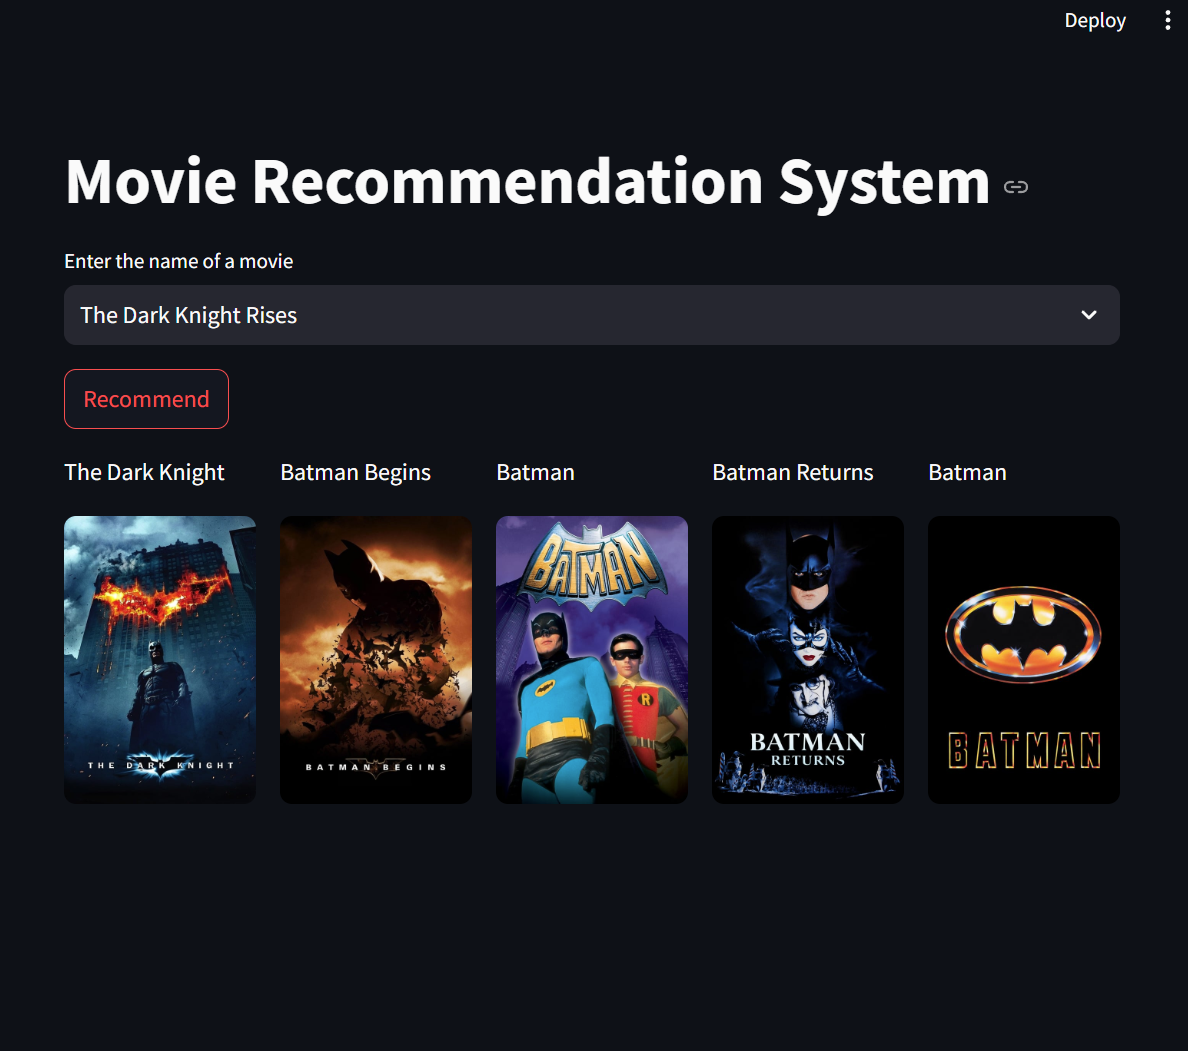 Deploy
Movie Recommendation System
Enter the name of a movie
The Dark Knight Rises
Recommend
The Dark Knight
Batman Begins
Batman
Batman Returns
Batman
THE DARK KNIGHT
BATMAN BEGINS
BATMAN
R
BATMAN
RETURNS
BATMAN